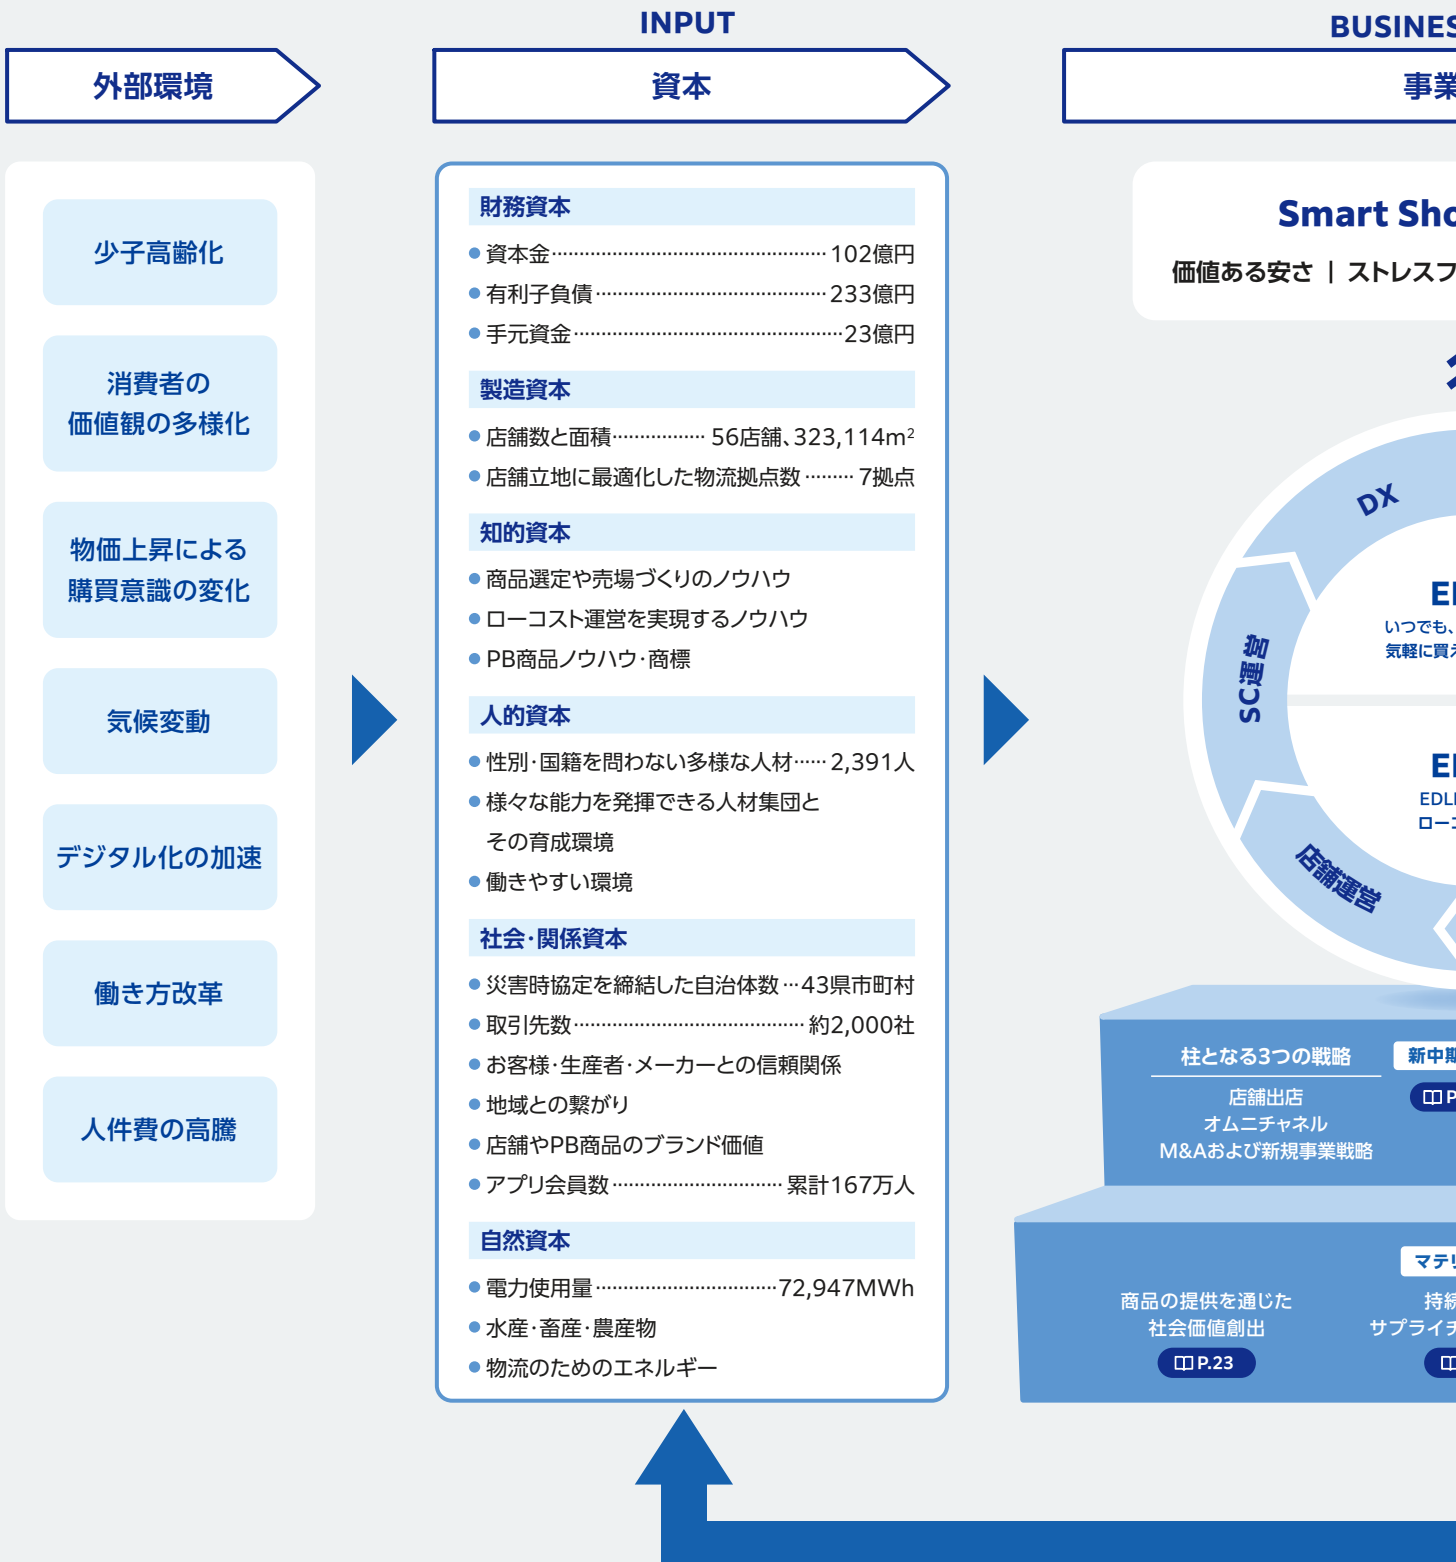 外部環境
少子高齢化
消費者の
価値観の多様化
物価上昇による
購買意識の変化
気候変動
デジタル化の加速
働き方改革
人件費の高騰
INPUT
資本
財務資本
●資本金 102億円
●有利子負債 233億円
●手元資金 23億円
製造資本
●店舗数と面積 56店舗、323,114m²
●店舗立地に最適化した物流拠点数 7拠点
知的資本
●商品選定や売場づくりのノウハウ
●ローコスト運営を実現するノウハウ
●PB商品ノウハウ・商標
人的資本
●性別・国籍を問わない多様な人材 2,391人
●様々な能力を発揮できる人材集団と
その育成環境
●働きやすい環境
社会・関係資本
●災害時協定を締結した自治体数 43県市町村
●取引先数 約2,000社
●お客様・生産者・メーカーとの信頼関係
●地域との繋がり
●店舗やPB商品のブランド価値
●アプリ会員数 累計167万人
自然資本
●電力使用量 72,947MWh
●水産・畜産・農産物
●物流のためのエネルギー
BUSINES
事業
Smart Sho
価値ある安さ | ストレスフ
DX
SC運営
店舗運営
いつでも、
気軽に買え
EDL
ロー
柱となる3つの戦略
店舗出店
オムニチャネル
M&Aおよび新規事業戦略
新中期
P
マテリ
商品の提供を通じた
社会価値創出
P.23
持続
サプライチ